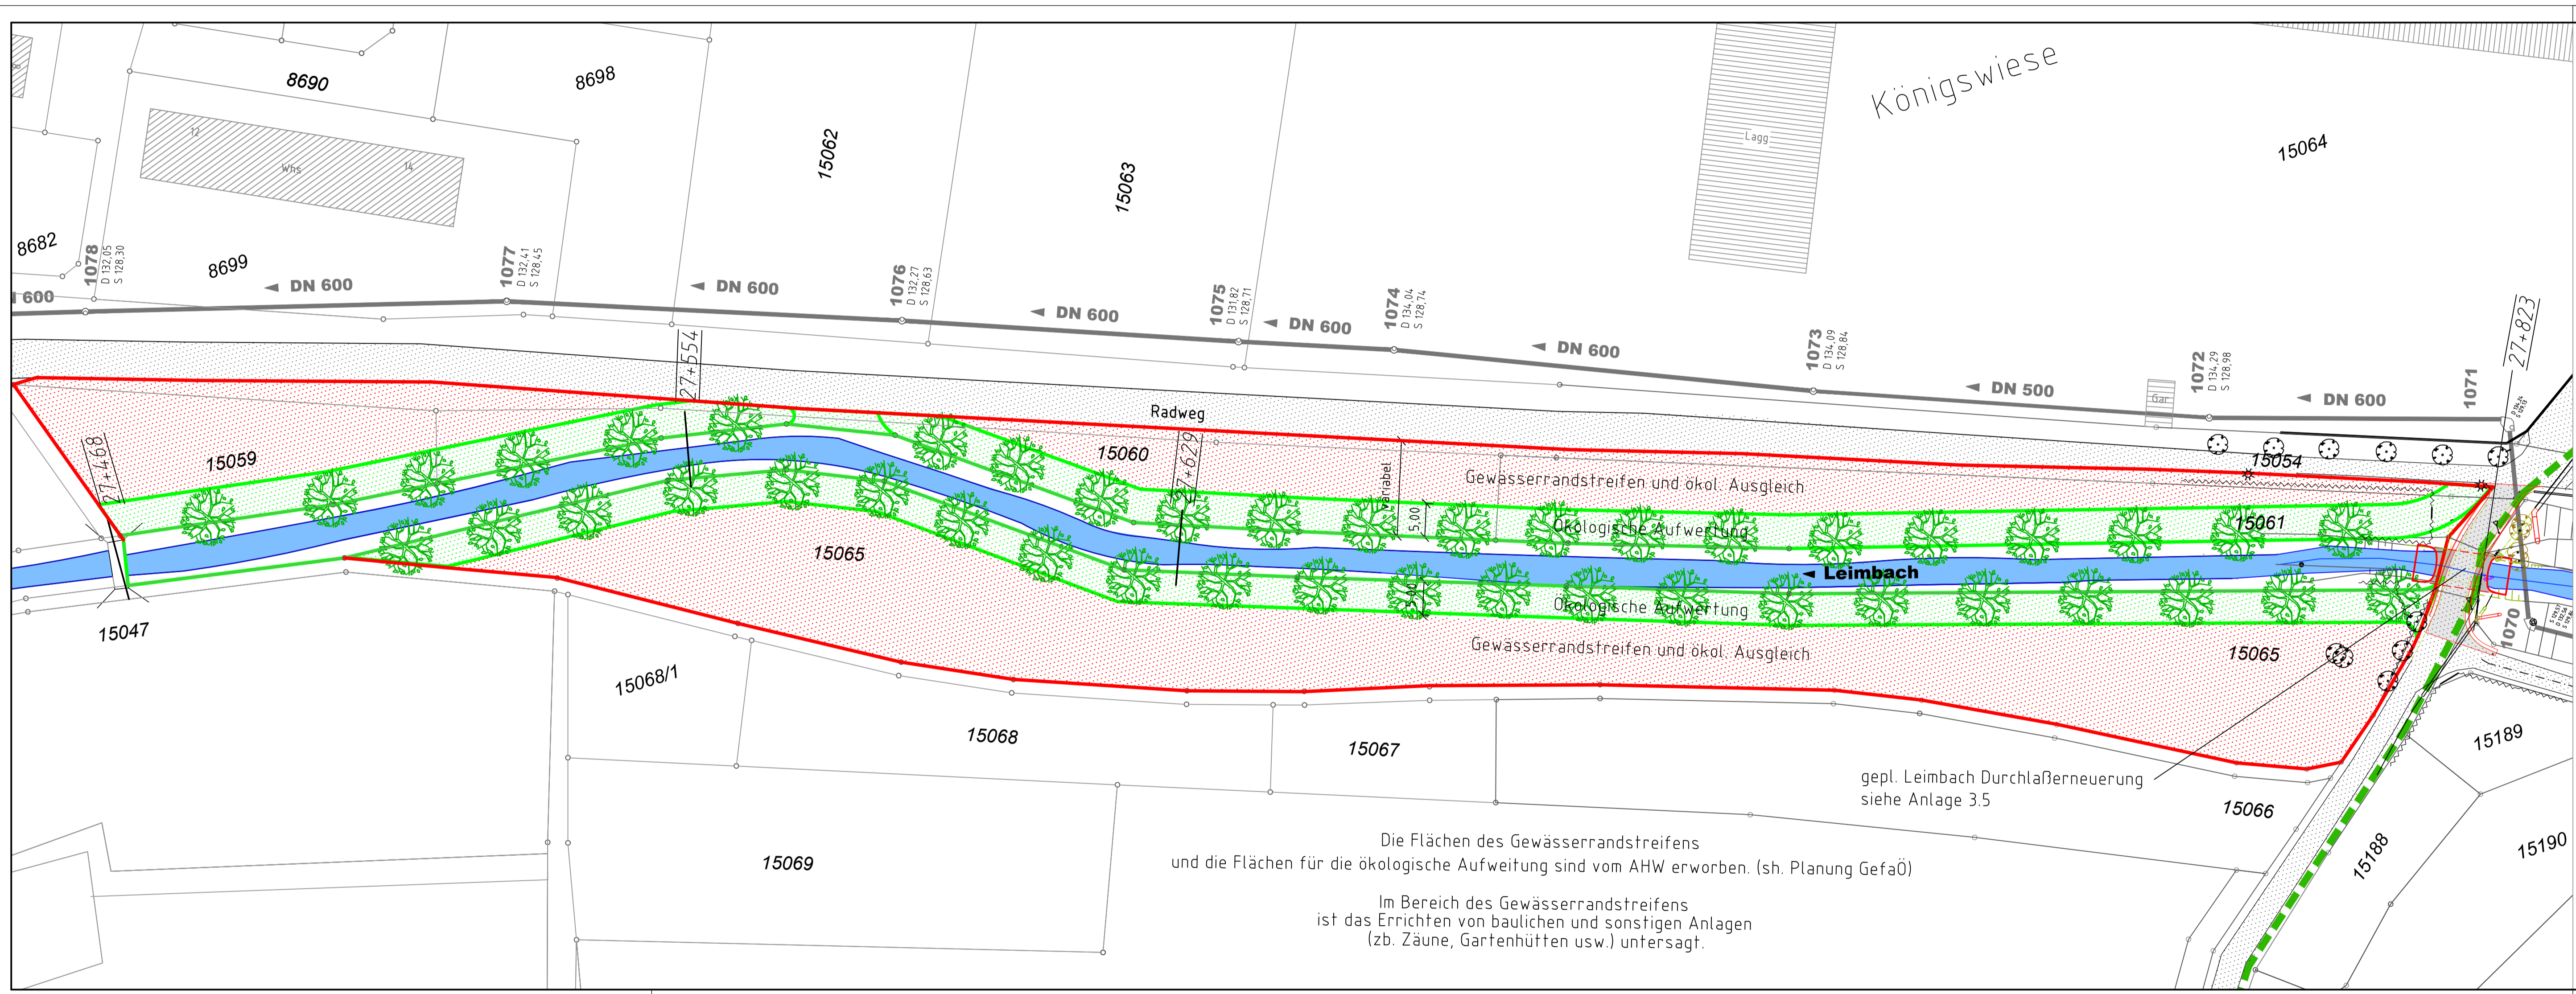 8690
8698
12
Whs
14
8682
8699
15062
15063
Lagg
Königswiese
15064
1078
D 132,05
S 128,30
1077
D 132,41
S 128,45
1076
D 132,27
S 128,63
1075
D 131,82
S 128,71
1074
D 134,04
S 128,74
1073
D 134,09
S 128,84
1072
D 134,29
S 128,98
1071
27+823
DN 600
DN 600
DN 600
DN 600
DN 600
DN 500
DN 600
Gar
27+554
27+468
27+629
Radweg
15059
15060
15054
variabel
5.00
Gewässerrandstreifen und ökol. Ausgleich
Ökologische Aufwertung
15061
Leimbach
15065
Ökologische Aufwertung
5.00
Gewässerrandstreifen und ökol. Ausgleich
15065
1070
15047
15068/1
15068
15067
15069
gepl. Leimbach Durchlaßerneuerung
siehe Anlage 3.5
15066
15189
15188
15190
Die Flächen des Gewässerrandstreifens
und die Flächen für die ökologische Aufweitung sind vom AHW erworben. (sh. Planung GefaÖ)
Im Bereich des Gewässerrandstreifens
ist das Errichten von baulichen und sonstigen Anlagen
(zb. Zäune, Gartenhütten usw.) untersagt.